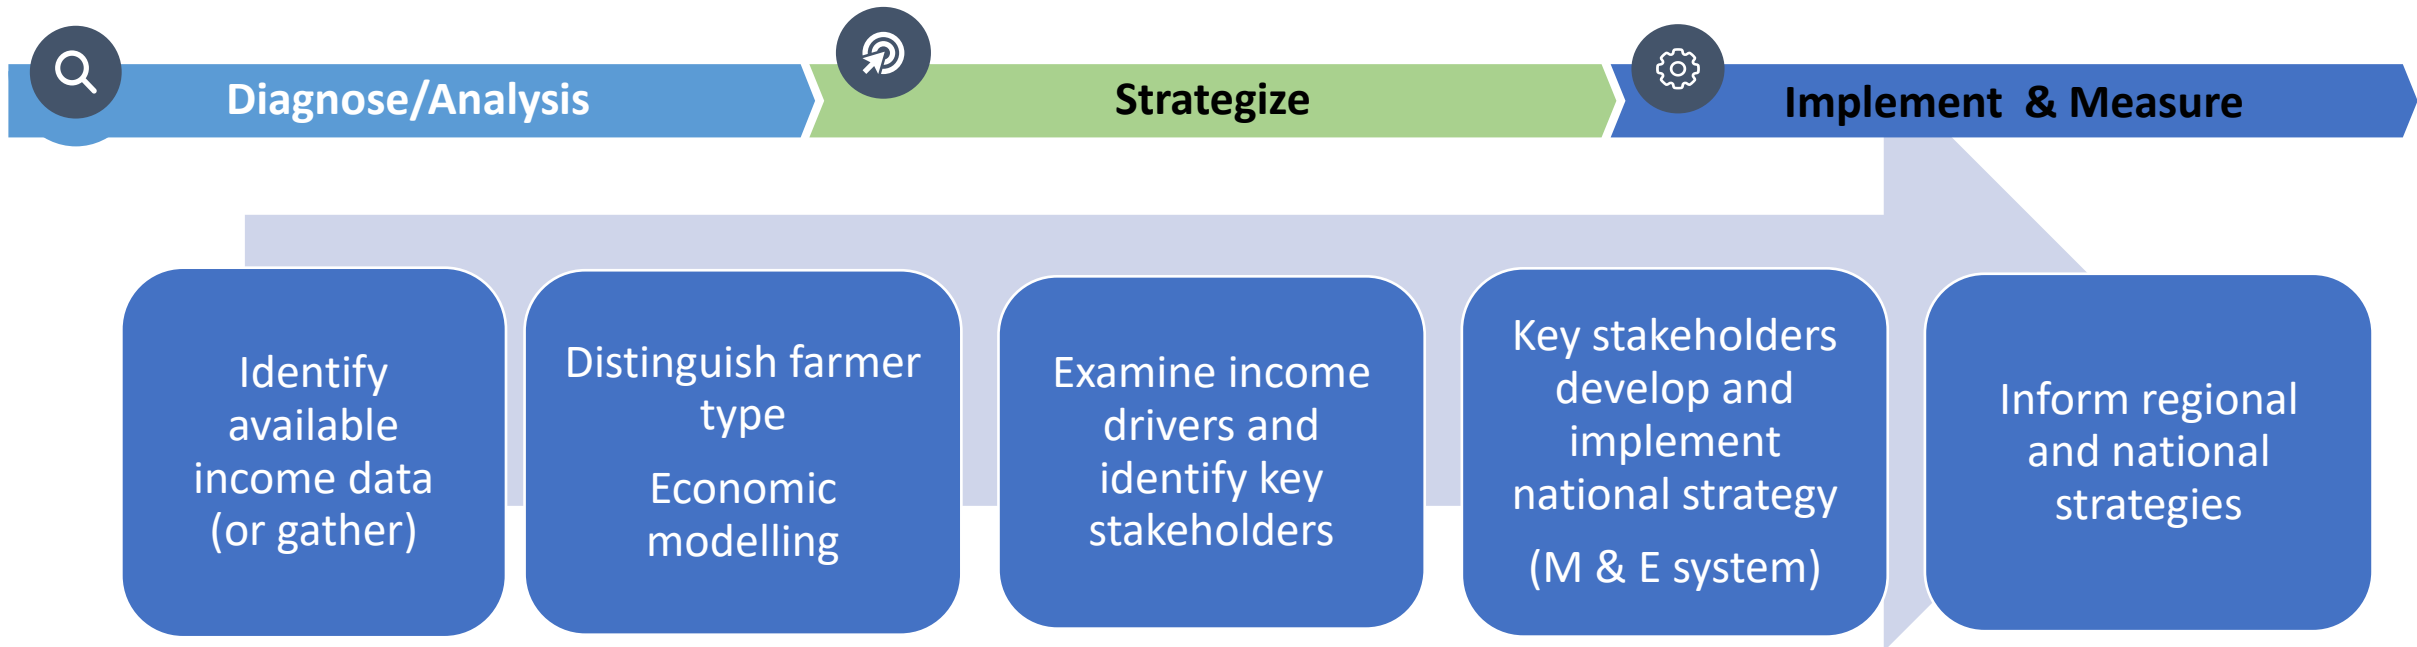 Diagnose/Analysis
Strategize
Implement & Measure
Identify
available
income data
(or gather)
Distinguish farmer
type
Economic
modelling
Examine income
drivers and
identify key
stakeholders
Key stakeholders
develop and
implement
national strategy
(M & E system)
Inform regional
and national
strategies